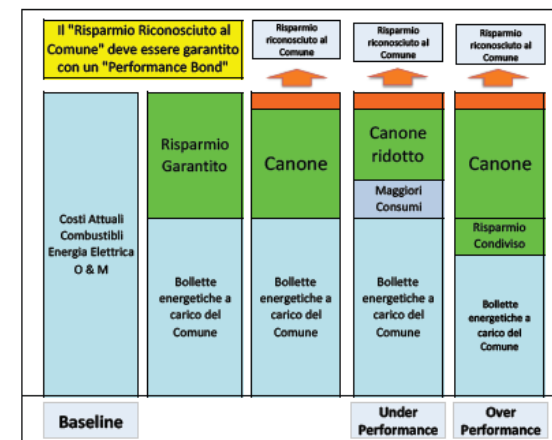 Il "Risparmio Riconosciuto al
Comune" deve essere garantito
con un "Performance Bond"
Risparmio
riconosciuto al
Comune
Risparmio
riconosciuto al
Comune
Risparmio
riconosciuto al
Comune
Costi Attuali
Combustibli
Energia Elettrica
O & M
Risparmio
Garantito
Bollette
energetiche a
carico del
Comune
Canone
Bollette
energetiche a
carico del
Comune
Canone
ridotto
Maggiori
Consumi
Bollette
energetiche a
carico del
Comune
Canone
Risparmio
Condiviso
Bollette
energetiche a
carico del
Comune
Baseline
Under
Performance
Over
Performance